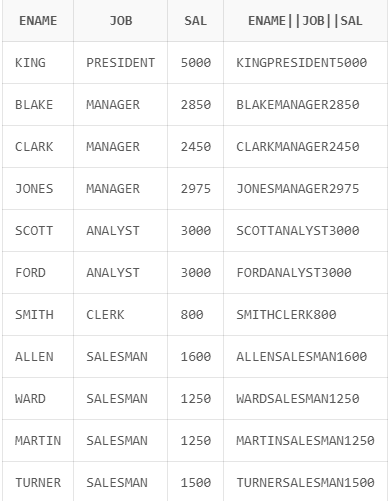 ENAME JOB SAL ENAME||JOB||SAL
KING PRESIDENT 5000 KINGPRESIDENT5000
BLAKE MANAGER 2850 BLAKEMANAGER2850
CLARK MANAGER 2450 CLARKMANAGER2450
JONES MANAGER 2975 JONESMANAGER2975
SCOTT ANALYST 3000 SCOTTANALYST3000
FORD ANALYST 3000 FORDANALYST3000
SMITH CLERK 800 SMITHCLERK800
ALLEN SALESMAN 1600 ALLENSALESMAN1600
WARD SALESMAN 1250 WARDSALESMAN1250
MARTIN SALESMAN 1250 MARTINSALESMAN1250
TURNER SALESMAN 1500 TURNERSALESMAN1500